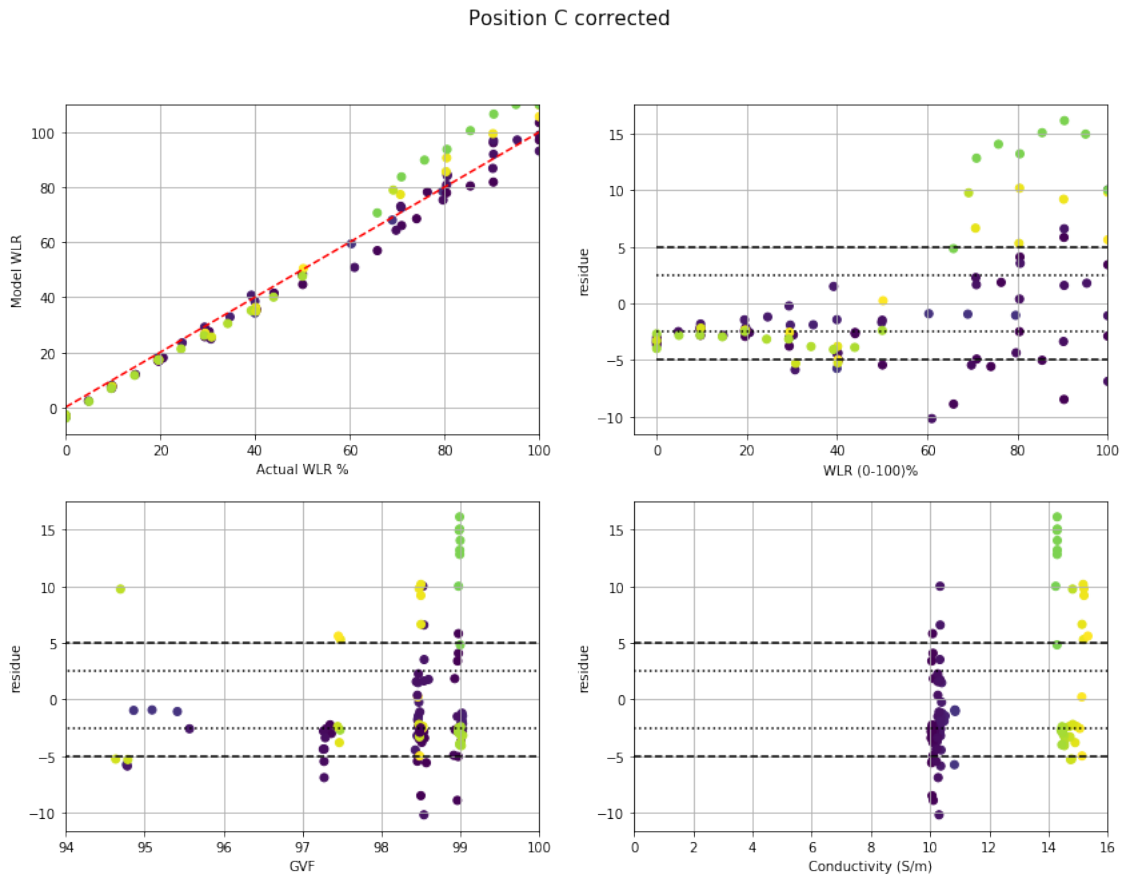 Position C corrected
100
80
60
40
20
0
Model WLR
0 20 40 60 80 100
Actual WLR %
15
10
5
0
−5
−10
residue
0 20 40 60 80 100
WLR (0-100)%
15
10
5
0
−5
−10
residue
94 95 96 97 98 99 100
GVF
15
10
5
0
−5
−10
residue
0 2 4 6 8 10 12 14 16
Conductivity (S/m)